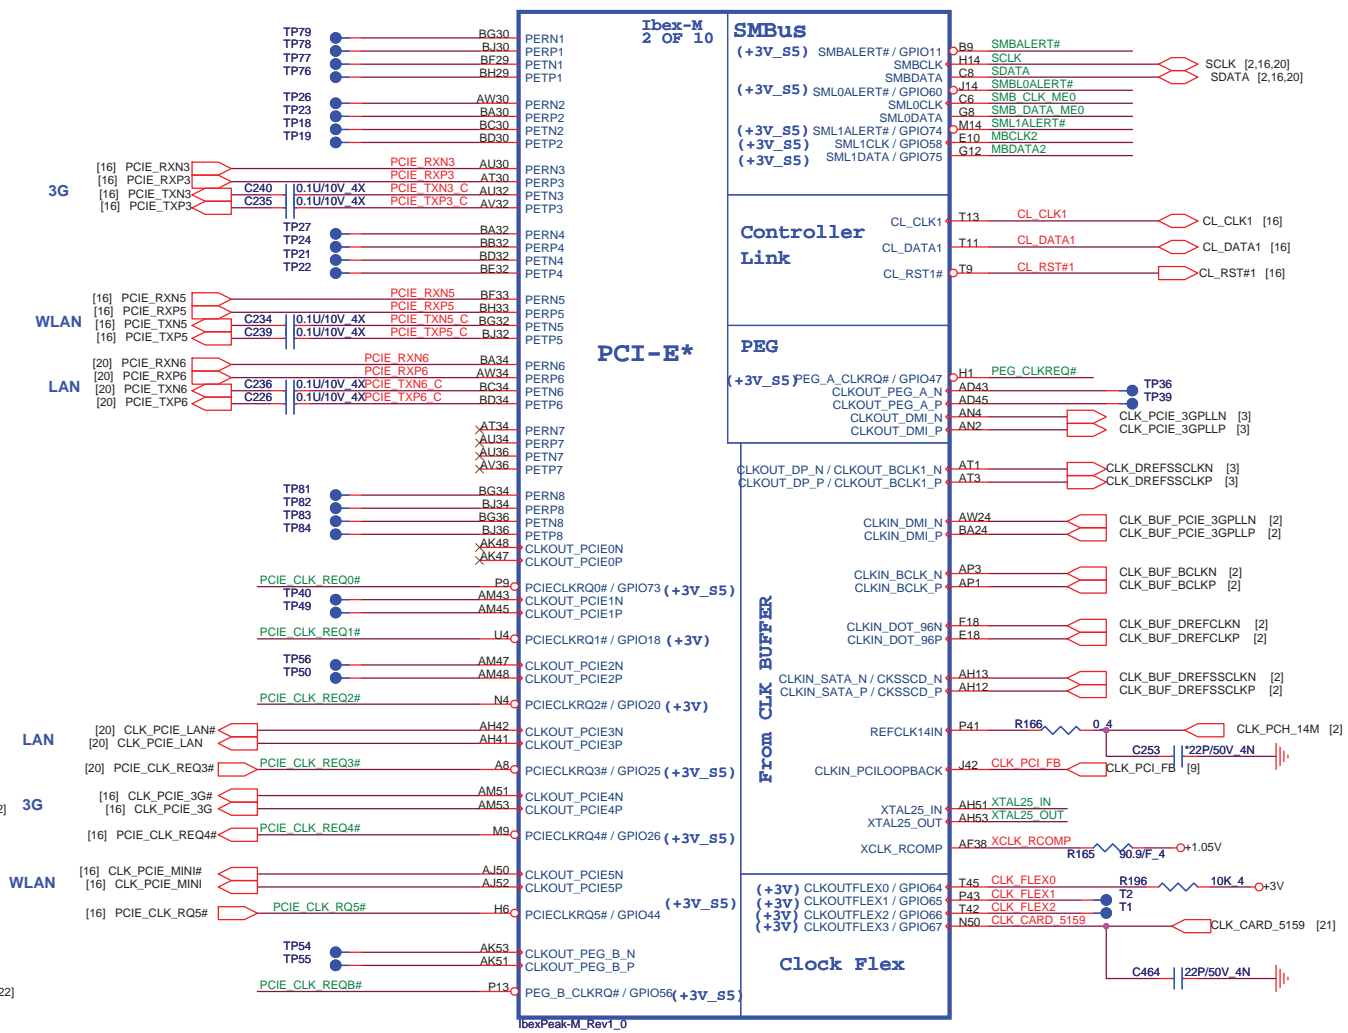 Ibex-M
2 OF 10
PCI-E*
TP79 BG30 PERN1
TP78 BJ30 PERP1
TP77 BF29 PETN1
TP76 BH29 PETP1
TP26 AW30 PERN2
TP23 BA30 PERP2
TP18 BC30 PETN2
TP19 BD30 PETP2
3G
[16] PCIE_RXN3 PCIE_RXN3 AU30 PERN3
[16] PCIE_RXP3 PCIE_RXP3 AT30 PERP3
[16] PCIE_TXN3 C240 0.1U/10V_4X PCIE_TXN3_C AU32 PETN3
[16] PCIE_TXP3 C235 0.1U/10V_4X PCIE_TXP3_C AV32 PETP3
TP27 BA32 PERN4
TP24 BB32 PERP4
TP21 BD32 PETN4
TP22 BE32 PETP4
WLAN
[16] PCIE_RXN5 PCIE_RXN5 BF33 PERN5
[16] PCIE_RXP5 PCIE_RXP5 BH33 PERP5
[16] PCIE_TXN5 C234 0.1U/10V_4X PCIE_TXN5_C BG32 PETN5
[16] PCIE_TXP5 C239 0.1U/10V_4X PCIE_TXP5_C BJ32 PETP5
LAN
[20] PCIE_RXN6 PCIE_RXN6 BA34 PERN6
[20] PCIE_RXP6 PCIE_RXP6 AW34 PERP6
[20] PCIE_TXN6 C236 0.1U/10V_4X PCIE_TXN6_C BC34 PETN6
[20] PCIE_TXP6 C226 0.1U/10V_4X PCIE_TXP6_C BD34 PETP6
AT34 PERN7
AU34 PERP7
AU36 PETN7
AV36 PETP7
TP81 BG34 PERN8
TP82 BJ34 PERP8
TP83 BG36 PETN8
TP84 BJ36 PETP8
AK48 CLKOUT_PCIE0N
AK47 CLKOUT_PCIE0P
PCIE_CLK_REQ0# P9 PCIECLKRQ0# / GPIO73 (+3V_S5)
TP40 AM43 CLKOUT_PCIE1N
TP49 AM45 CLKOUT_PCIE1P
PCIE_CLK_REQ1# U4 PCIECLKRQ1# / GPIO18 (+3V)
TP56 AM47 CLKOUT_PCIE2N
TP50 AM48 CLKOUT_PCIE2P
PCIE_CLK_REQ2# N4 PCIECLKRQ2# / GPIO20 (+3V)
LAN
[20] CLK_PCIE_LAN# AH42 CLKOUT_PCIE3N
[20] CLK_PCIE_LAN AH41 CLKOUT_PCIE3P
[20] PCIE_CLK_REQ3# PCIE_CLK_REQ3# A8 PCIECLKRQ3# / GPIO25 (+3V_S5)
2] 3G
[16] CLK_PCIE_3G# AM51 CLKOUT_PCIE4N
[16] CLK_PCIE_3G AM53 CLKOUT_PCIE4P
[16] PCIE_CLK_REQ4# PCIE_CLK_REQ4# M9 PCIECLKRQ4# / GPIO26 (+3V_S5)
WLAN
[16] CLK_PCIE_MINI# AJ50 CLKOUT_PCIE5N
[16] CLK_PCIE_MINI AJ52 CLKOUT_PCIE5P
(+3V_S5)
[16] PCIE_CLK_RQ5# PCIE_CLK_RQ5# H6 PCIECLKRQ5# / GPIO44
TP54 AK53 CLKOUT_PEG_B_N
TP55 AK51 CLKOUT_PEG_B_P
22] PCIE_CLK_REQB# P13 PEG_B_CLKRQ# / GPIO56 (+3V_S5)
IbexPeak-M_Rev1_0
SMBus
(+3V_S5) SMBALERT# / GPIO11 B9 SMBALERT#
SMBCLK H14 SCLK SCLK [2,16,20]
SMBDATA C8 SDATA SDATA [2,16,20]
(+3V_S5) SML0ALERT# / GPIO60 J14 SMBL0ALERT#
SML0CLK C6 SMB_CLK_ME0
SML0DATA G8 SMB_DATA_ME0
(+3V_S5) SML1ALERT# / GPIO74 M14 SML1ALERT#
(+3V_S5) SML1CLK / GPIO58 E10 MBCLK2
(+3V_S5) SML1DATA / GPIO75 G12 MBDATA2
Controller
Link
CL_CLK1 T13 CL_CLK1 CL_CLK1 [16]
CL_DATA1 T11 CL_DATA1 CL_DATA1 [16]
CL_RST1# T9 CL_RST#1 CL_RST#1 [16]
PEG
(+3V_S5) PEG_A_CLKRQ# / GPIO47 H1 PEG_CLKREQ#
CLKOUT_PEG_A_N AD43 TP36
CLKOUT_PEG_A_P AD45 TP39
CLKOUT_DMI_N AN4 CLK_PCIE_3GPLLN [3]
CLKOUT_DMI_P AN2 CLK_PCIE_3GPLLP [3]
From CLK BUFFER
CLKOUT_DP_N / CLKOUT_BCLK1_N AT1 CLK_DREFSSCLKN [3]
CLKOUT_DP_P / CLKOUT_BCLK1_P AT3 CLK_DREFSSCLKP [3]
CLKIN_DMI_N AW24 CLK_BUF_PCIE_3GPLLN [2]
CLKIN_DMI_P BA24 CLK_BUF_PCIE_3GPLLP [2]
CLKIN_BCLK_N AP3 CLK_BUF_BCLKN [2]
CLKIN_BCLK_P AP1 CLK_BUF_BCLKP [2]
CLKIN_DOT_96N F18 CLK_BUF_DREFCLKN [2]
CLKIN_DOT_96P E18 CLK_BUF_DREFCLKP [2]
CLKIN_SATA_N / CKSSCD_N AH13 CLK_BUF_DREFSSCLKN [2]
CLKIN_SATA_P / CKSSCD_P AH12 CLK_BUF_DREFSSCLKP [2]
REFCLK14IN P41 R166 0_4 CLK_PCH_14M [2]
C253 *22P/50V_4N
CLKIN_PCILOOPBACK J42 CLK_PCI_FB CLK_PCI_FB [9]
XTAL25_IN AH51 XTAL25_IN
XTAL25_OUT AH53 XTAL25_OUT
XCLK_RCOMP AF38 XCLK_RCOMP R165 90.9/F_4 +1.05V
(+3V) CLKOUTFLEX0 / GPIO64 T45 CLK_FLEX0 R196 10K_4 +3V
(+3V) CLKOUTFLEX1 / GPIO65 P43 CLK_FLEX1 T2
(+3V) CLKOUTFLEX2 / GPIO66 T42 CLK_FLEX2 T1
(+3V) CLKOUTFLEX3 / GPIO67 N50 CLK_CARD_5159 CLK_CARD_5159 [21]
Clock Flex
C464 22P/50V_4N